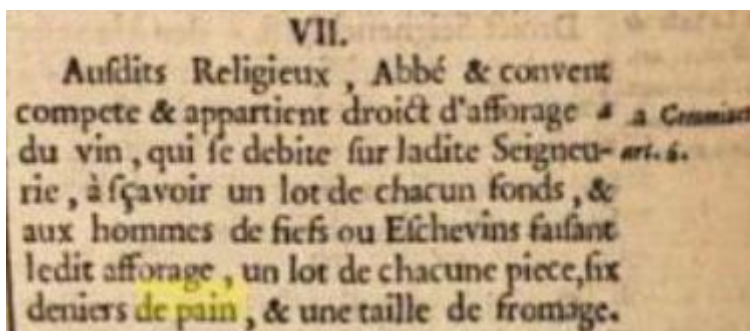 VII.
Auſdits Religieux, Abbé & convent
compete & appartient droict d'afforage a
du vin, qui ſe debite ſur ladite Seigneu-
rie, à ſçavoir un lot de chacun fonds, &
aux hommes de fiefs ou Eſchevins faiſant
ledit afforage, un lot de chacune piece, ſix
deniers de pain, & une taille de fromage.
a
art. 6.